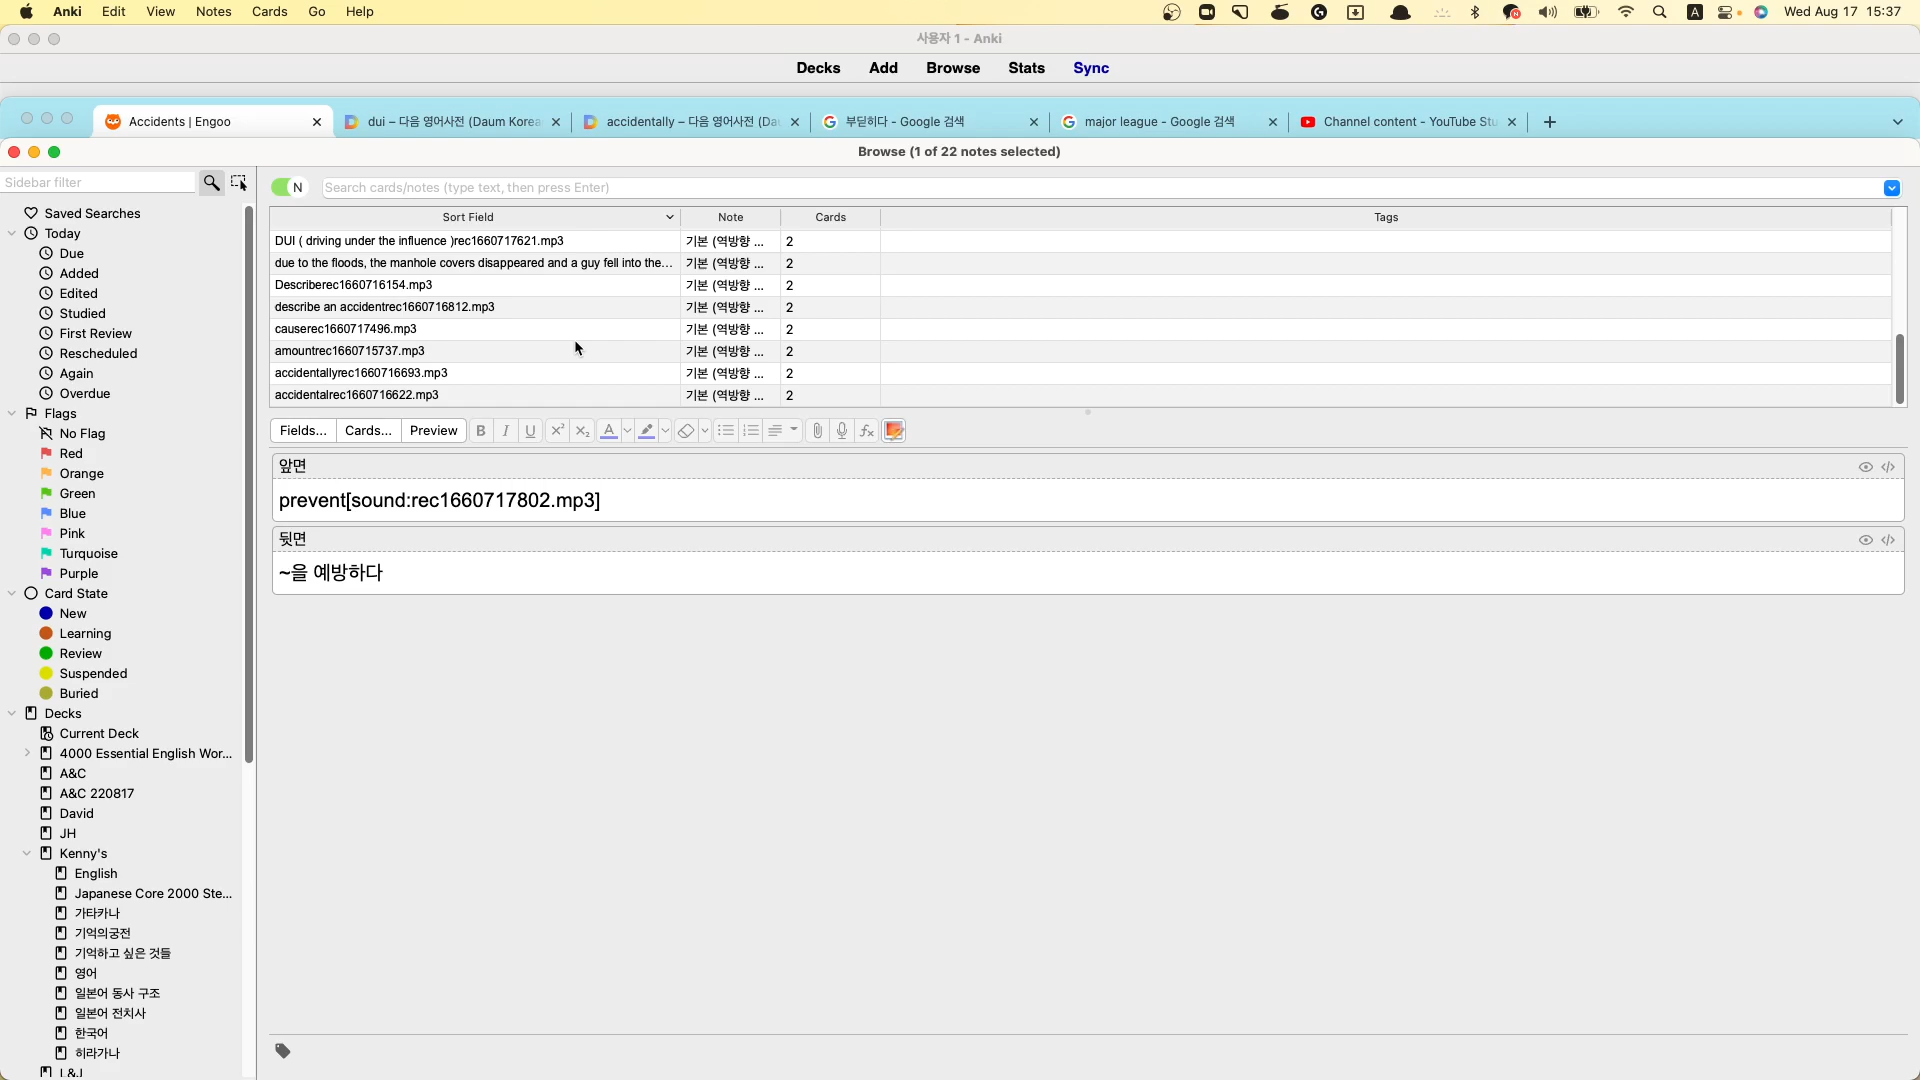 Anki Edit View Notes Cards Go Help Wed Aug 17 15:37
사용자 1 - Anki
Decks Add Browse Stats Sync
Accidents | Engoo dui – 다음 영어사전 (Daum Korea accidentally – 다음 영어사전 (Da 부딛히다 - Google 검색 major league - Google 검색 Channel content - YouTube Stu
Browse (1 of 22 notes selected)
Sidebar filter
N Search cards/notes (type text, then press Enter)
Saved Searches
Today
Due
Added
Edited
Studied
First Review
Rescheduled
Again
Overdue
Flags
No Flag
Red
Orange
Green
Blue
Pink
Turquoise
Purple
Card State
New
Learning
Review
Suspended
Buried
Decks
Current Deck
4000 Essential English Wor...
A&C
A&C 220817
David
JH
Kenny's
English
Japanese Core 2000 Ste...
가타카나
기억의궁전
기억하고 싶은 것들
영어
일본어 동사 구조
일본어 전치사
한국어
히라가나
L&J
Sort Field Note Cards Tags
DUI ( driving under the influence )rec1660717621.mp3 기본 (역방향 ... 2
due to the floods, the manhole covers disappeared and a guy fell into the... 기본 (역방향 ... 2
Describerec1660716154.mp3 기본 (역방향 ... 2
describe an accidentrec1660716812.mp3 기본 (역방향 ... 2
causerec1660717496.mp3 기본 (역방향 ... 2
amountrec1660715737.mp3 기본 (역방향 ... 2
accidentallyrec1660716693.mp3 기본 (역방향 ... 2
accidentalrec1660716622.mp3 기본 (역방향 ... 2
Fields... Cards... Preview
앞면
prevent[sound:rec1660717802.mp3]
뒷면
~을 예방하다